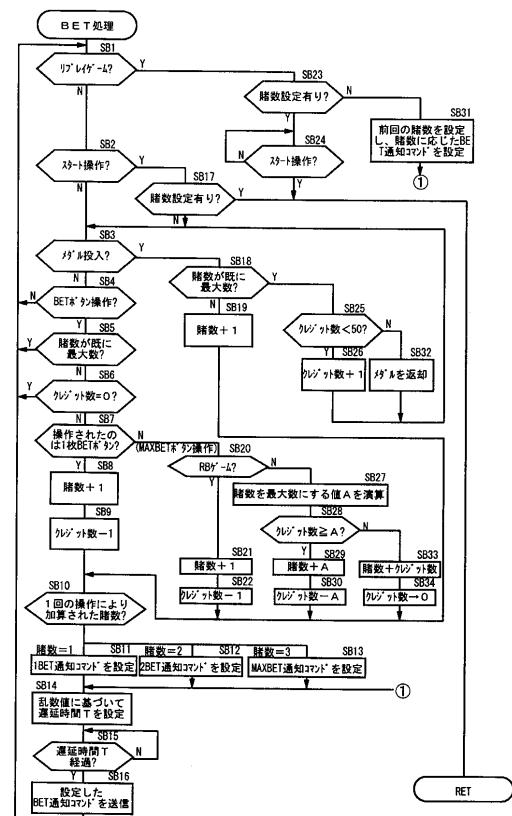 ＢＥＴ処理
SB1
ﾘﾌﾟﾚｲｹﾞｰﾑ?
Y
N
SB23
賭数設定有り?
N
Y
SB31
前回の賭数を設定
し、賭数に応じたBE
T通知ｺﾏﾝﾄﾞを設定
①
SB24
スタート操作?
N
Y
SB2
スタート操作?
Y
N
SB17
賭数設定有り?
Y
N
SB3
ﾒﾀﾞﾙ投入?
Y
N
SB18
賭数が既に
最大数?
Y
N
SB4
BETﾎﾞﾀﾝ操作?
N
Y
SB19
賭数＋１
SB25
ｸﾚｼﾞｯﾄ数<50?
N
Y
SB5
賭数が既に
最大数?
Y
N
SB26
ｸﾚｼﾞｯﾄ数＋１
SB32
ﾒﾀﾞﾙを返却
SB6
ｸﾚｼﾞｯﾄ数=0?
Y
N
SB7
操作されたの
は１枚BETﾎﾞﾀﾝ?
N
(MAXBETﾎﾞﾀﾝ操作)
Y
SB20
RBｹﾞｰﾑ?
N
Y
SB27
賭数を最大数にする値Ａを演算
SB8
賭数＋１
SB28
ｸﾚｼﾞｯﾄ数≧Ａ?
N
Y
SB9
ｸﾚｼﾞｯﾄ数－1
SB21
賭数＋１
SB29
賭数＋Ａ
SB33
賭数＋ｸﾚｼﾞｯﾄ数
SB22
ｸﾚｼﾞｯﾄ数－１
SB30
ｸﾚｼﾞｯﾄ数－Ａ
SB34
ｸﾚｼﾞｯﾄ数→０
SB10
１回の操作により
加算された賭数?
賭数＝1
SB11
賭数＝2
SB12
賭数＝3
SB13
1BET通知ｺﾏﾝﾄﾞを設定
2BET通知ｺﾏﾝﾄﾞを設定
MAXBET通知ｺﾏﾝﾄﾞを設定
①
SB14
乱数値に基づいて
遅延時間Ｔを設定
SB15
遅延時間Ｔ
経過?
N
Y
SB16
設定した
BET通知ｺﾏﾝﾄﾞを送信
RET